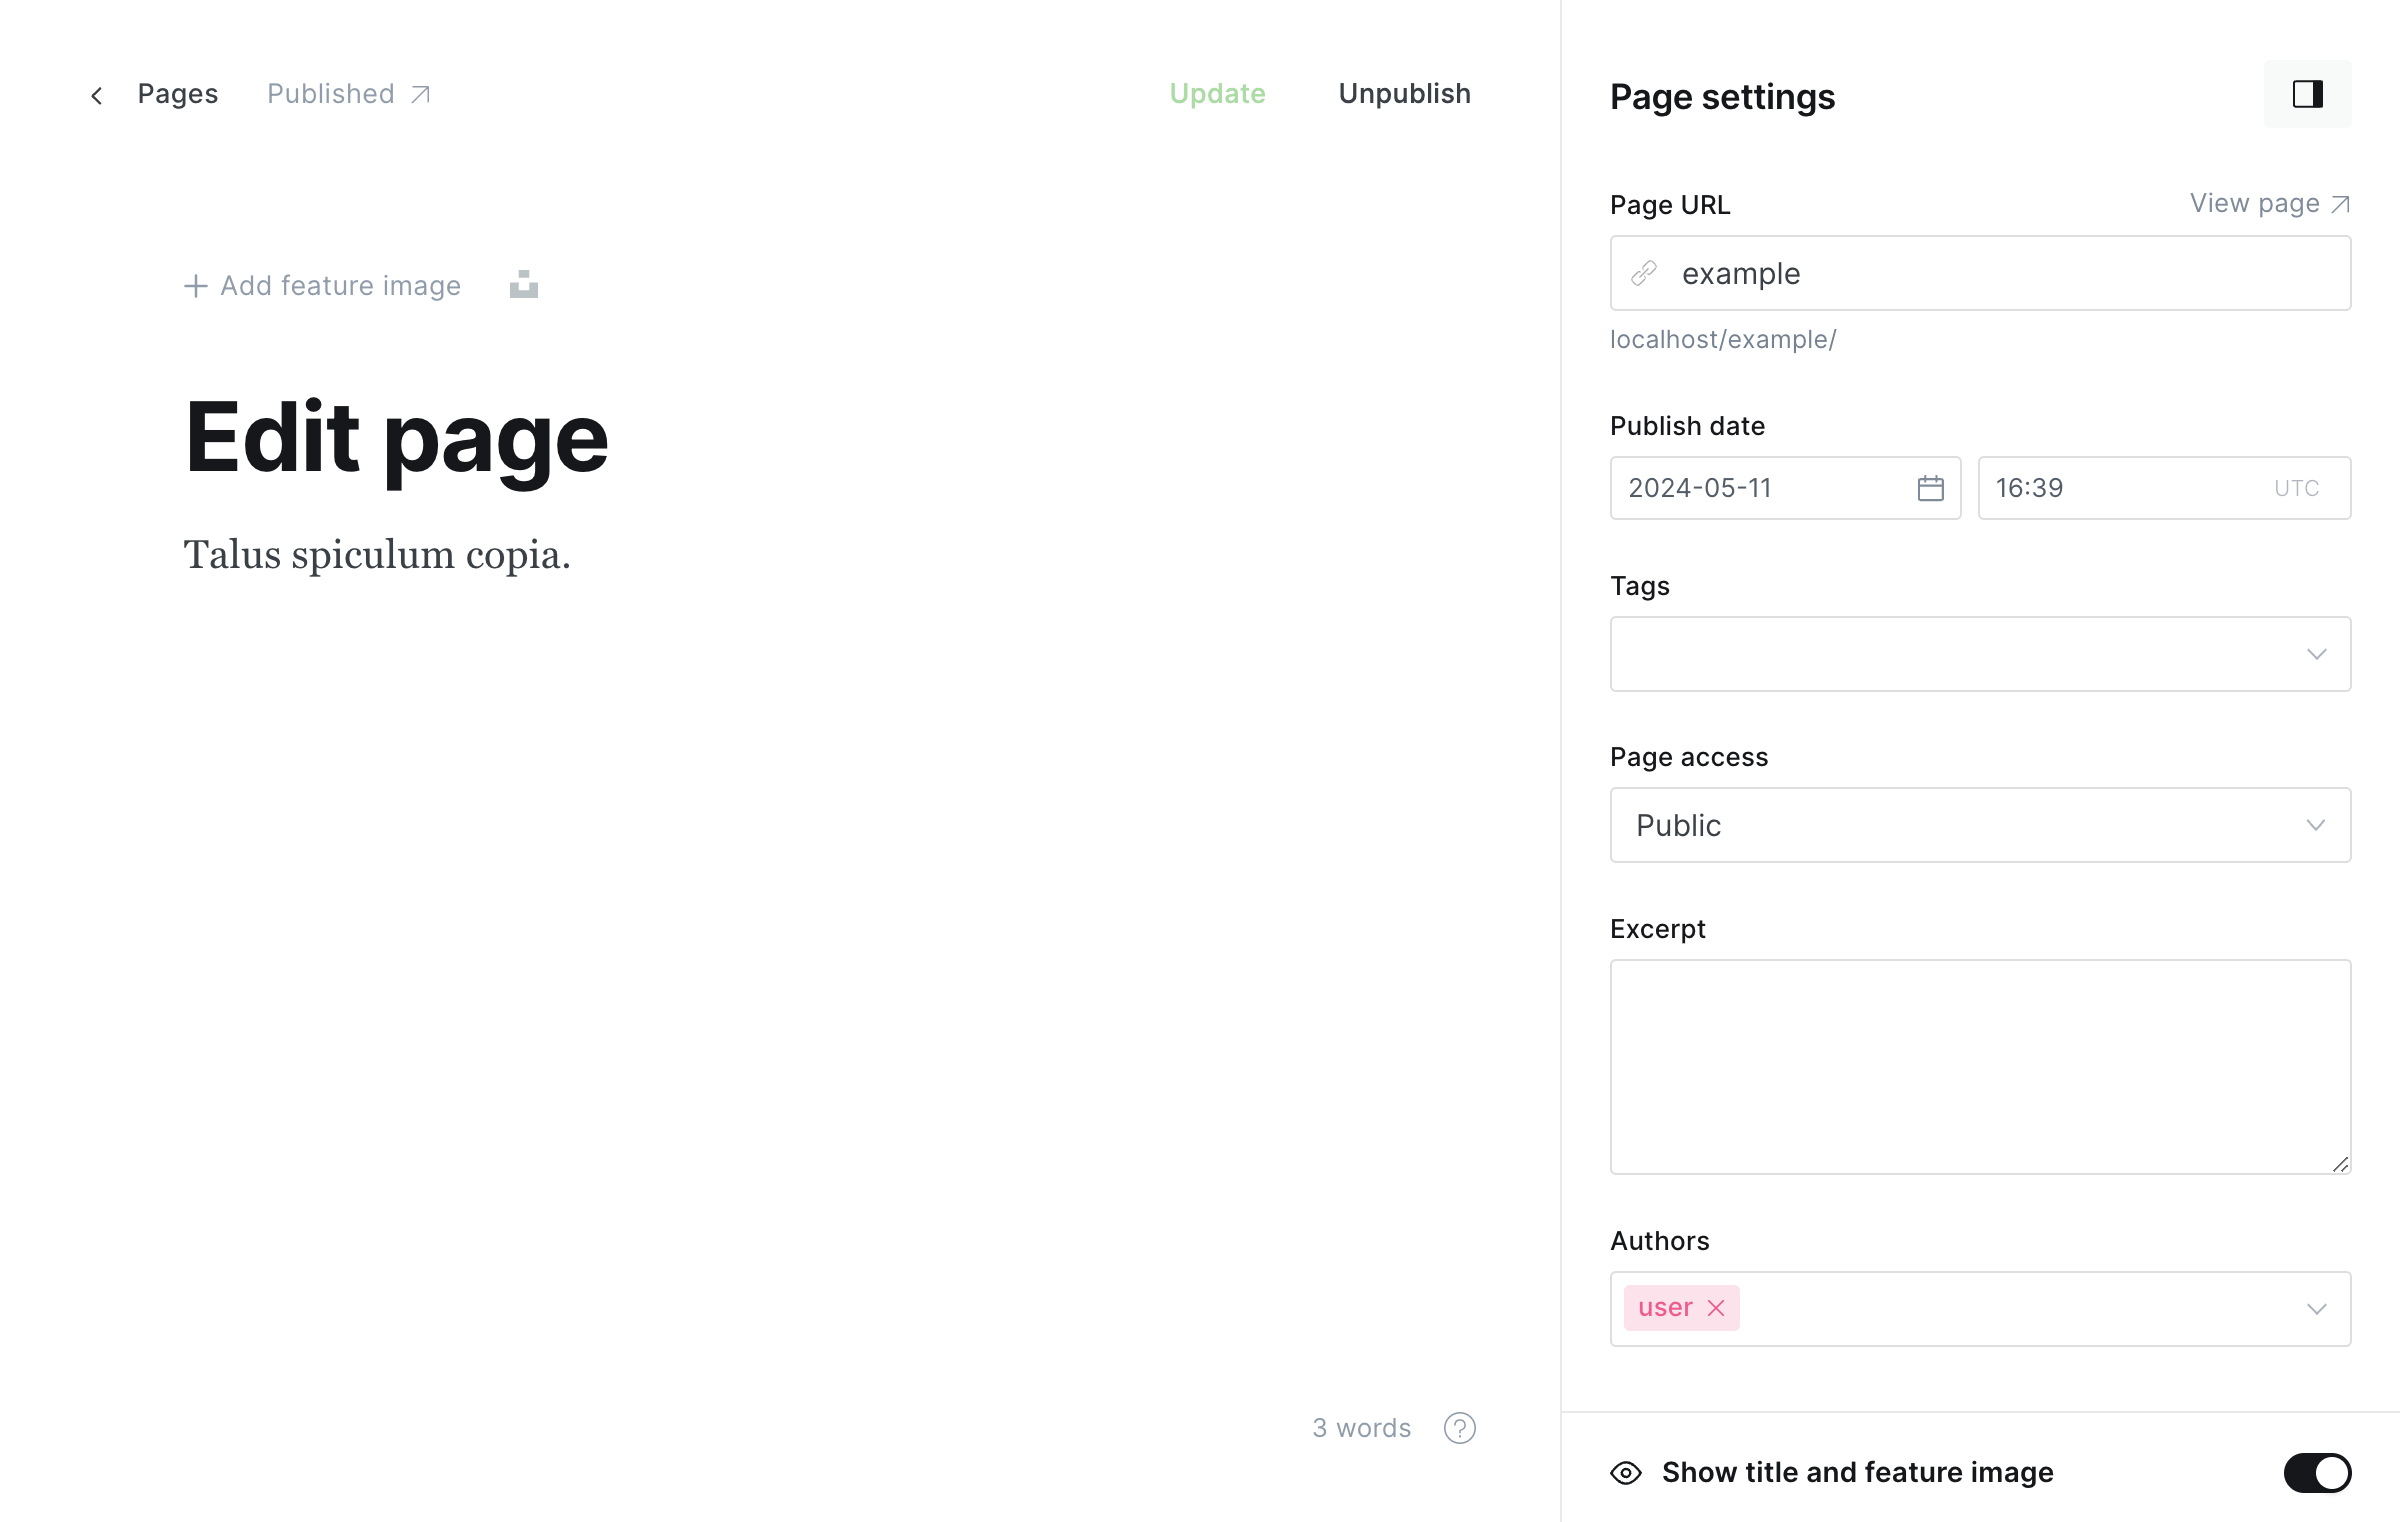 Pages Published
Update Unpublish
Add feature image
Edit page
Talus spiculum copia.
3 words ?
Page settings
Page URL View page
example
localhost/example/
Publish date
2024-05-11 16:39 UTC
Tags
Page access
Public
Excerpt
Authors
user
Show title and feature image